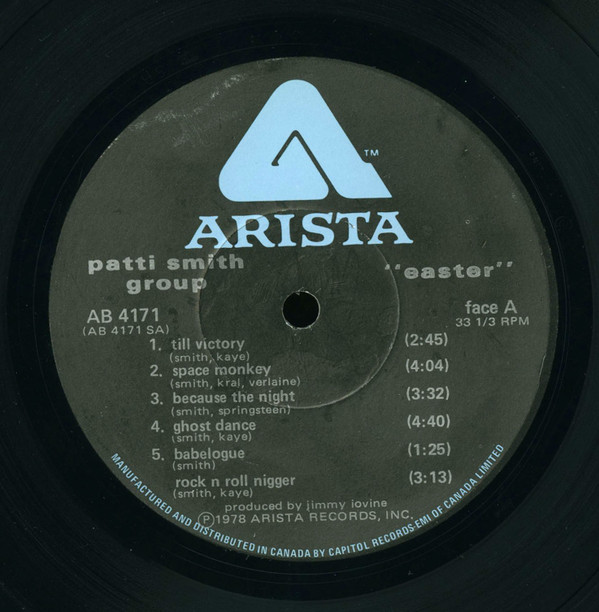 TM
ARISTA
patti smith group
"easter"
AB 4171
(AB 4171 SA)
face A
33 1/3 RPM
1. till victory (2:45)
(smith, kaye)
2. space monkey (4:04)
(smith, kral, verlaine)
3. because the night (3:32)
(smith, springsteen)
4. ghost dance (4:40)
(smith, kaye)
5. babelogue (1:25)
(smith)
rock n roll nigger (3:13)
(smith, kaye)
produced by jimmy iovine
℗1978 ARISTA RECORDS, INC.
MANUFACTURED AND DISTRIBUTED IN CANADA BY CAPITOL RECORDS-EMI OF CANADA LIMITED